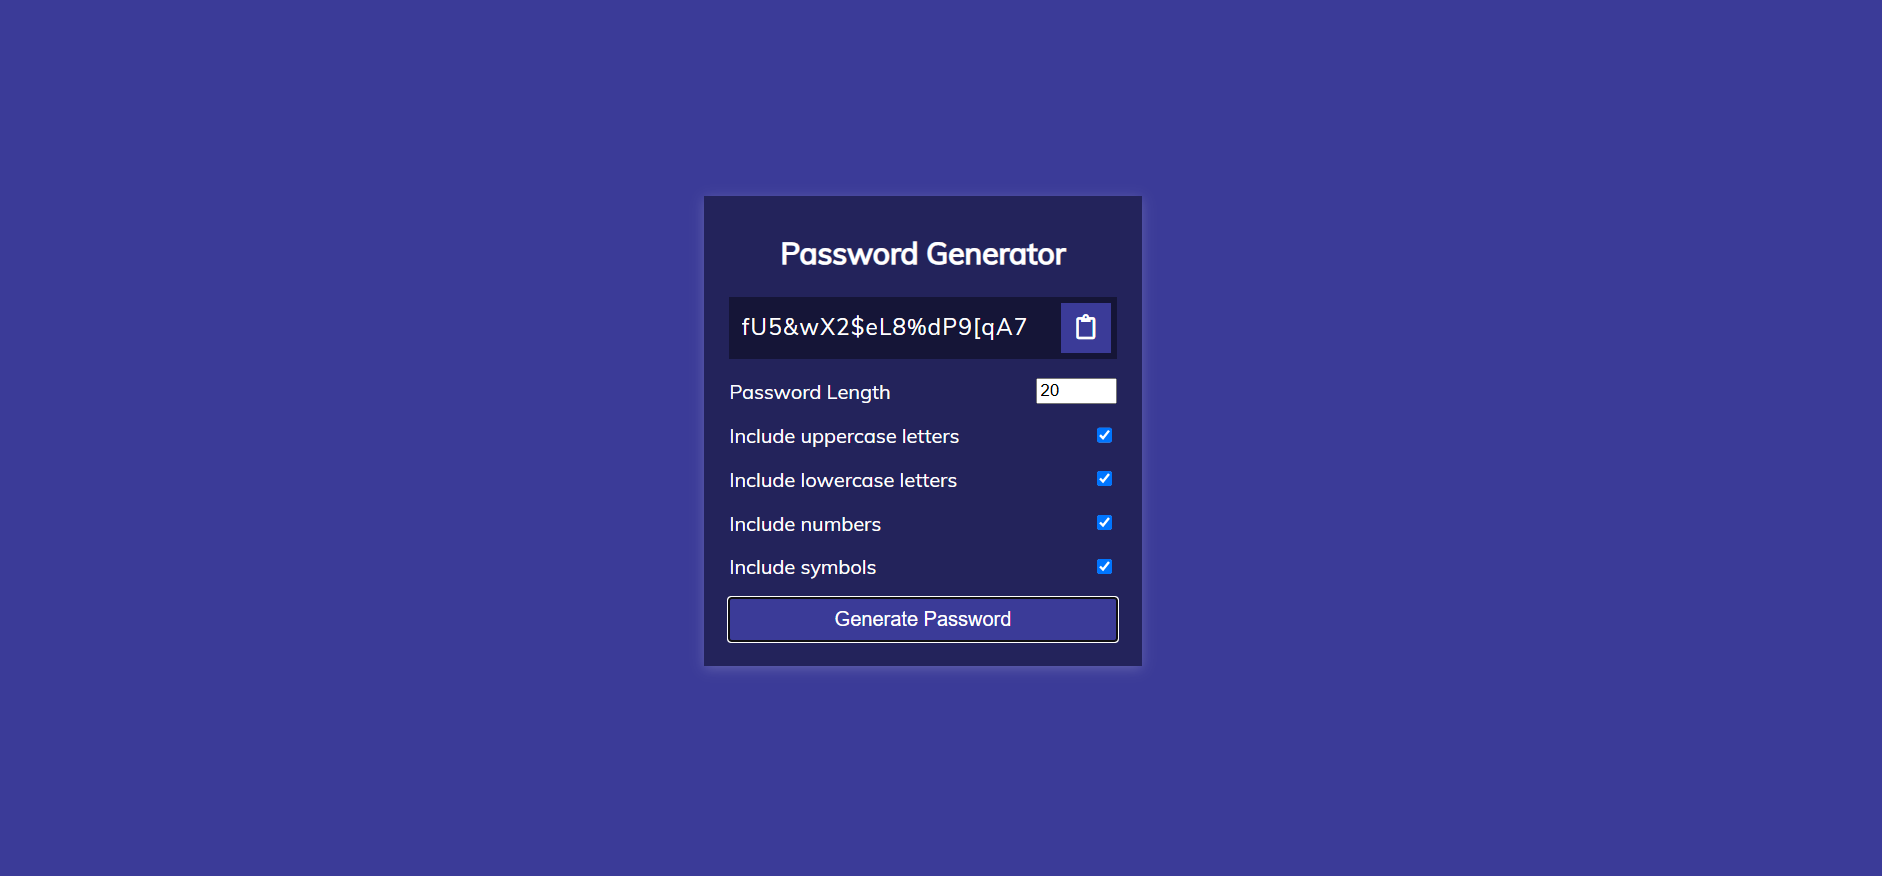 Password Generator
fU5&wX2$eL8%dP9[qA7
Password Length 20
Include uppercase letters
Include lowercase letters
Include numbers
Include symbols
Generate Password